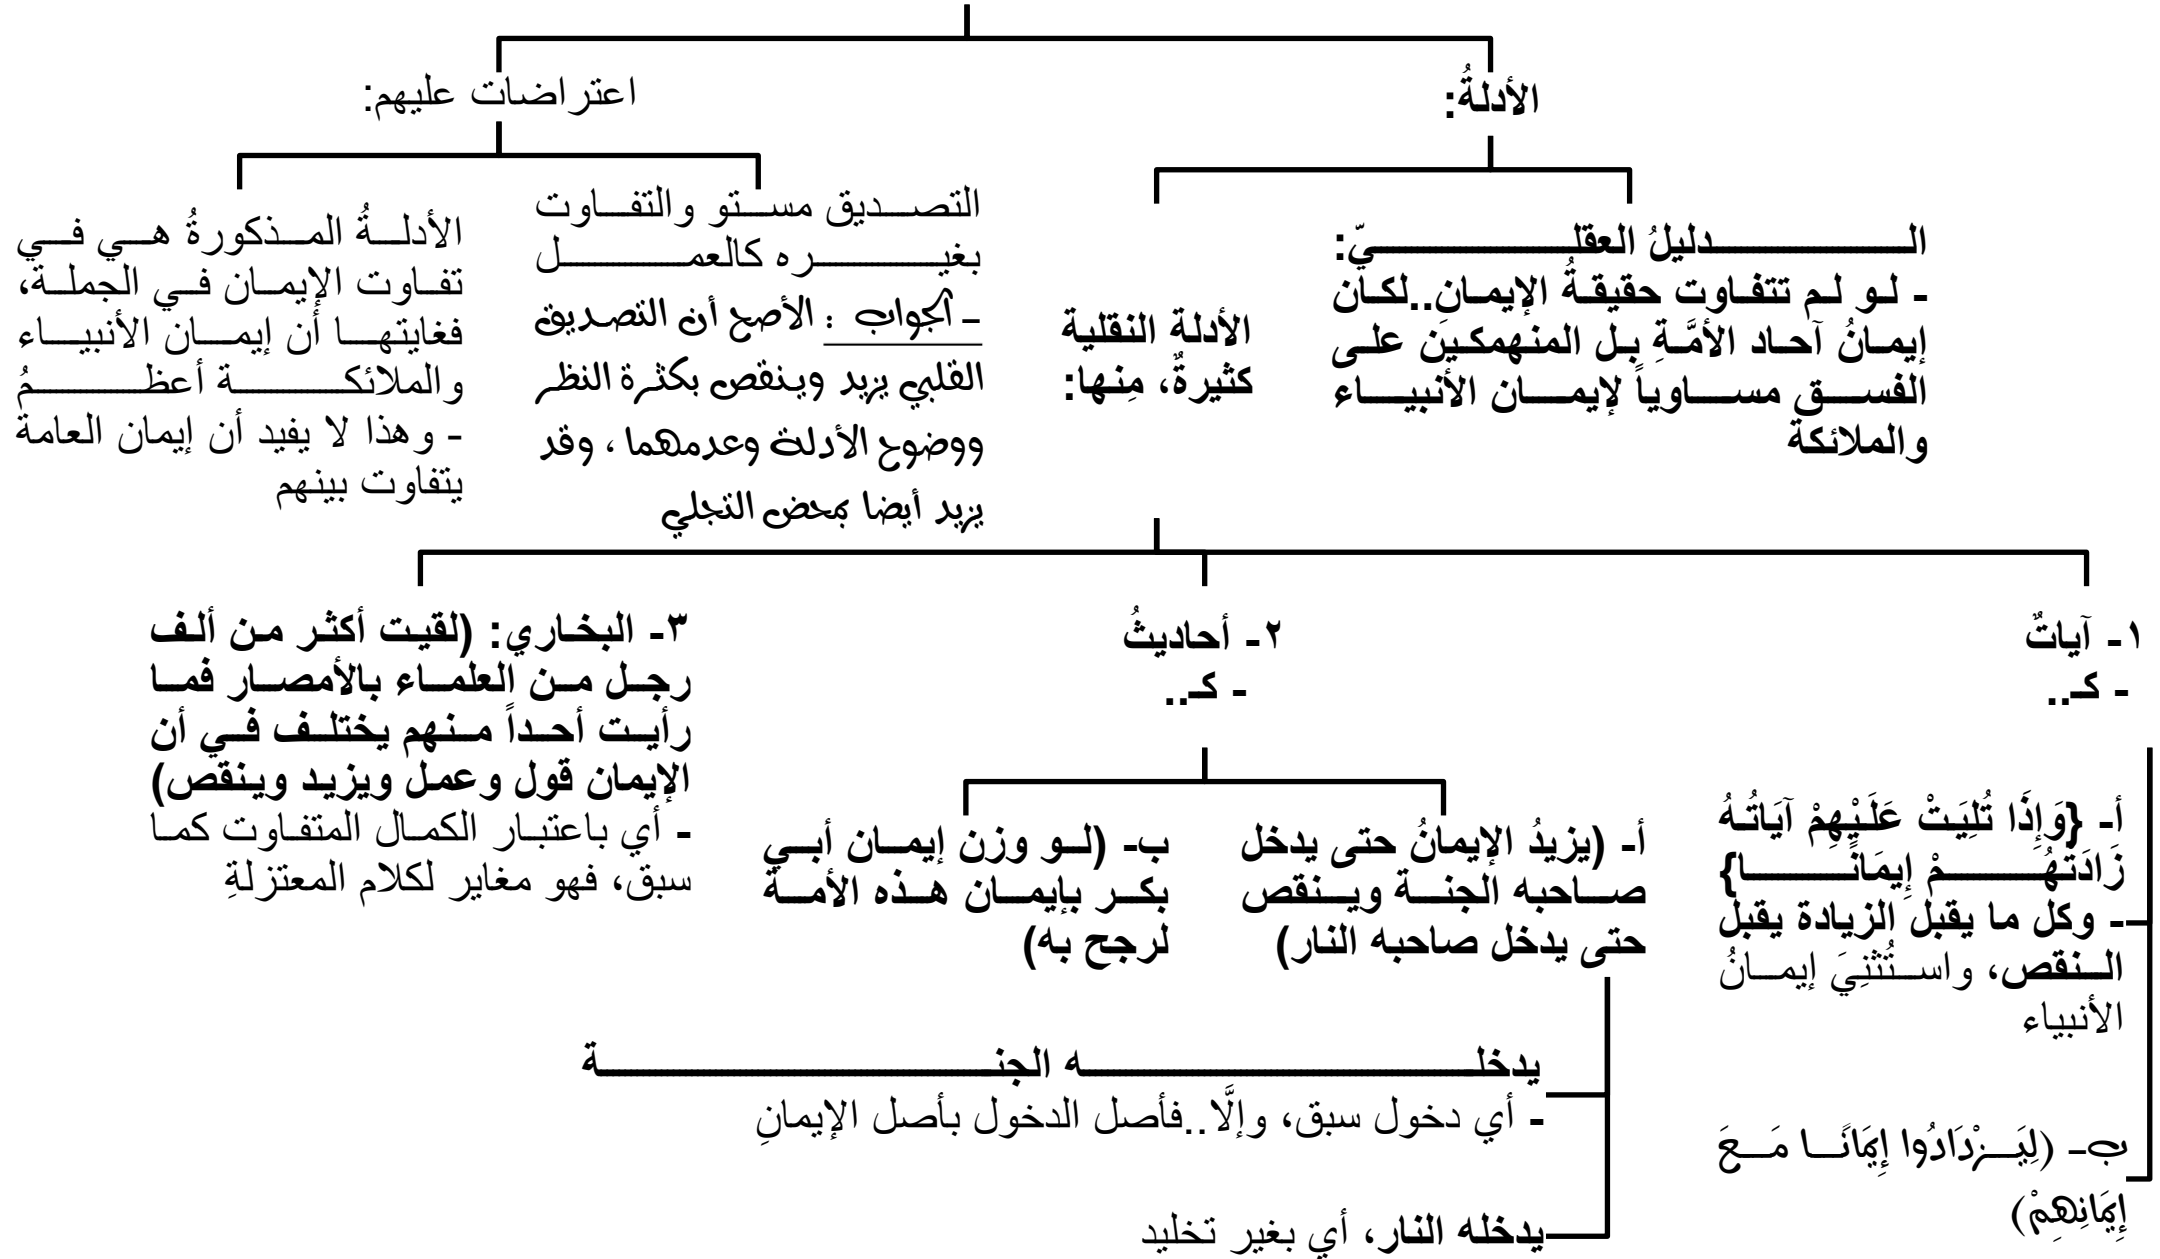 الأدلةُ:
الدليلُ العقليّ:
- لو لم تتفاوت حقيقةُ الإيمان..لكان
إيمانُ آحاد الأمَّةِ بل المنهمكينَ على
الفسق مساوياً لإيمان الأنبياء
والملائكة
الأدلة النقلية
كثيرةٌ، مِنها:
اعتراضات عليهم:
التصديق مستو والتفاوت
بغيره كالعمل
- الجواب : الأصح أن التصديق
القلبي يزيد وينقص بكثرة النظر
ووضوح الأدلة وعدمهما ، وقد
يزيد أيضا بمحض التجلي
الأدلةُ المذكورةُ هي في
تفاوت الإيمان في الجملة،
فغايتها أن إيمان الأنبياء
والملائكة أعظمُ
- وهذا لا يفيد أن إيمان العامة
يتفاوت بينهم
١- آياتٌ
- كـ..
أ- {وَإِذَا تُلِيَتْ عَلَيْهِمْ آيَاتُهُ
زَادَتْهُمْ إِيمَانًا}
- وكل ما يقبل الزيادة يقبل
النقص، واستُثنِيَ إيمانُ
الأنبياء
ب- (لِيَزْدَادُوا إِيمَانًا مَعَ
إِيمَانِهِمْ)
٢- أحاديثُ
- كـ..
أ- (يزيدُ الإيمانُ حتى يدخل
صاحبه الجنة وينقص
حتى يدخل صاحبه النار)
يدخله الجنة
- أي دخول سبق، وإلَّا..فأصل الدخول بأصل الإيمانِ
يدخله النار، أي بغير تخليد
ب- (لو وزن إيمان أبي
بكر بإيمان هذه الأمة
لرجح به)
٣- البخاري: (لقيت أكثر من ألف
رجل من العلماء بالأمصار فما
رأيت أحداً منهم يختلف في أن
الإيمان قول وعمل ويزيد وينقص)
- أي باعتبار الكمال المتفاوت كما
سبق، فهو مغاير لكلام المعتزلةِ